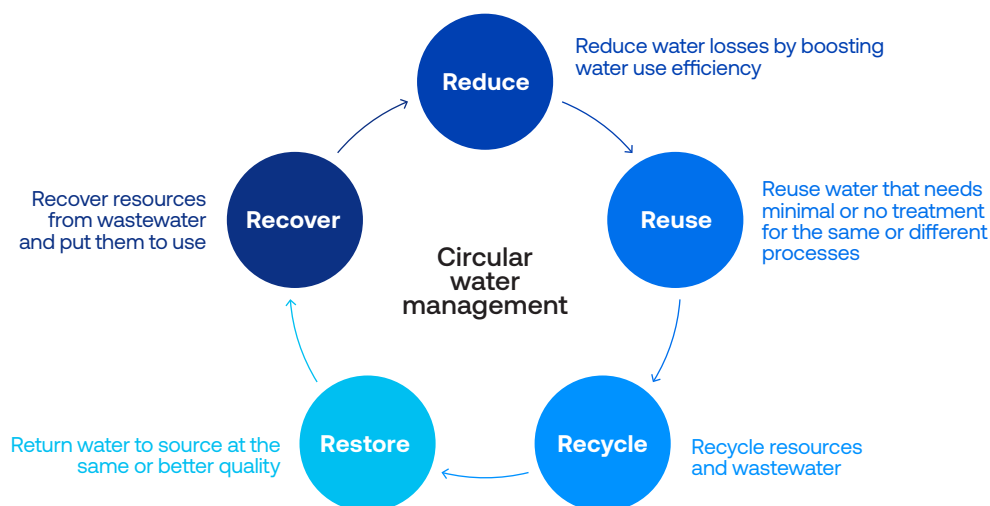 Reduce
Reduce water losses by boosting
water use efficiency
Reuse
Reuse water that needs
minimal or no treatment
for the same or different
processes
Recycle
Recycle resources
and wastewater
Restore
Return water to source at the
same or better quality
Recover
Recover resources
from wastewater
and put them to use
Circular
water
management